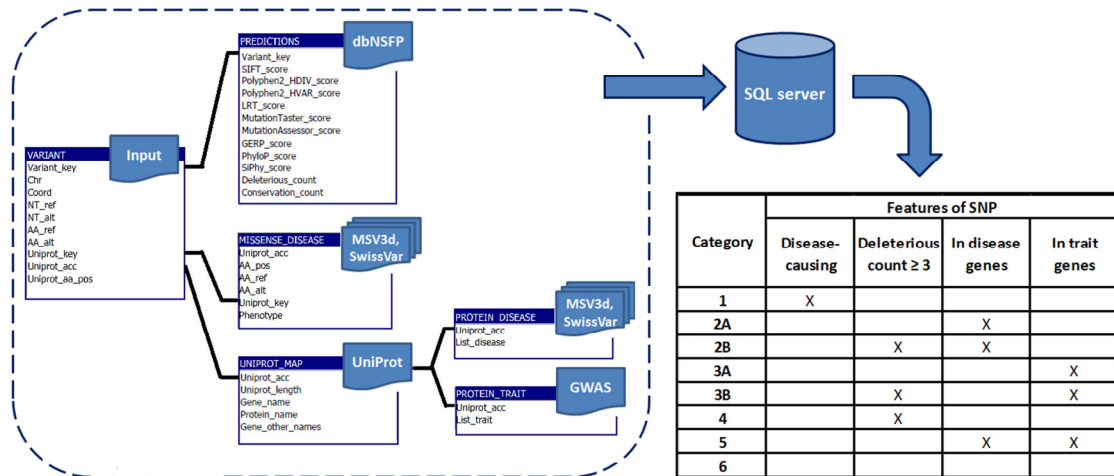 PREDICTIONS
dbNSFP
Variant_key
SIFT_score
Polyphen2_HDIV_score
Polyphen2_HVAR_score
LRT_score
MutationTaster_score
MutationAssessor_score
GERP_score
PhyloP_score
SiPhy_score
Deleterious_count
Conservation_count
VARIANT
Input
Variant_key
Chr
Coord
NT_ref
NT_alt
AA_ref
AA_alt
Uniprot_key
Uniprot_acc
Uniprot_aa_pos
MISSENSE_DISEASE
MSV3d,
SwissVar
Uniprot_acc
AA_pos
AA_ref
AA_alt
Uniprot_key
Phenotype
UNIPROT_MAP
UniProt
Uniprot_acc
Uniprot_length
Gene_name
Protein_name
Gene_other_names
PROTEIN_DISEASE
MSV3d,
SwissVar
Uniprot_acc
List_disease
PROTEIN_TRAIT
GWAS
Uniprot_acc
List_trait
SQL server
Features of SNP
Category
Disease-
causing
Deleterious
count ≥ 3
In disease
genes
In trait
genes
1 X
2A X
2B X X
3A X
3B X X
4 X
5 X X
6